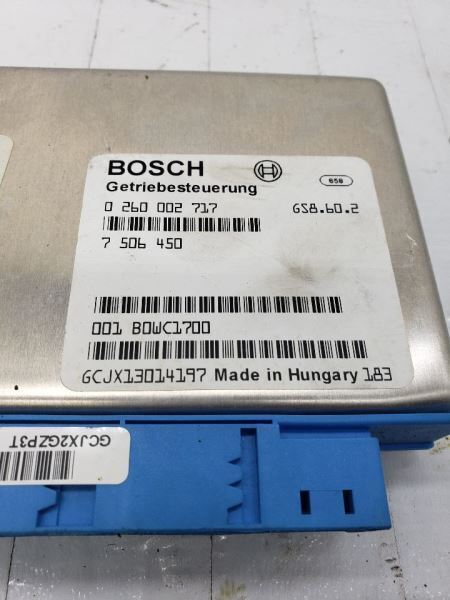 BOSCH
Getriebesteuerung
658
0 260 002 717 GS8.60.2
7 506 450
001 BOWC1700
GCJX13014197 Made in Hungary 183
GCJX2GZP3T